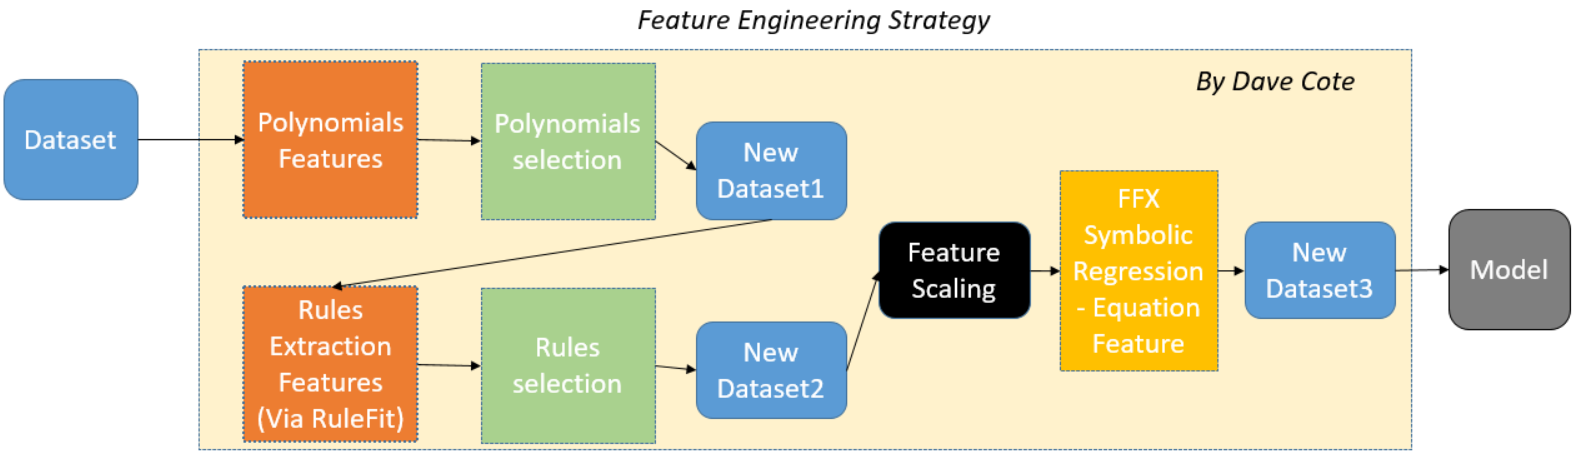 Feature Engineering Strategy
By Dave Cote
Dataset
Polynomials
Features
Polynomials
selection
New
Dataset1
Rules
Extraction
Features
(Via RuleFit)
Rules
selection
New
Dataset2
Feature
Scaling
FFX
Symbolic
Regression
- Equation
Feature
New
Dataset3
Model